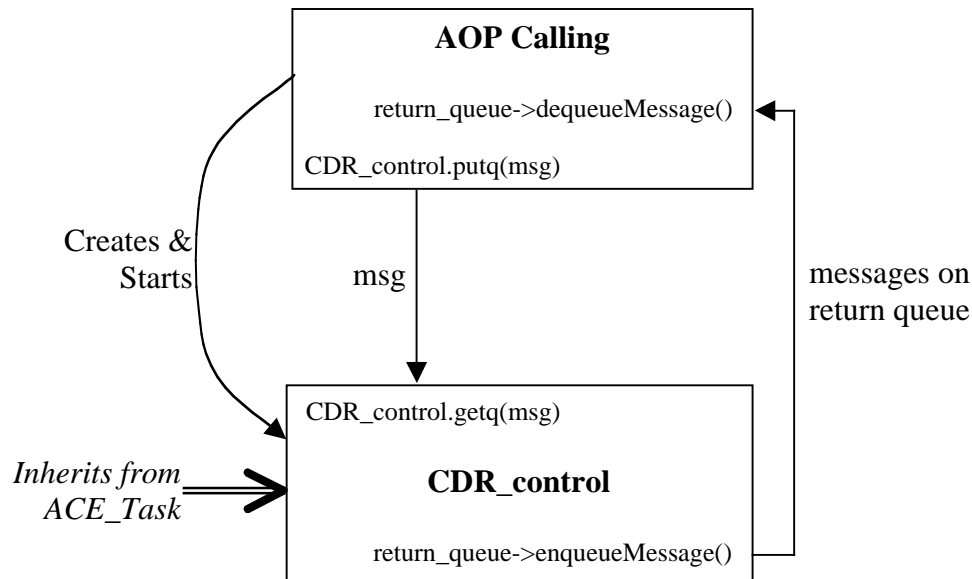 AOP Calling
return_queue->dequeueMessage()
CDR_control.putq(msg)
Creates &
Starts
msg
messages on
return queue
CDR_control.getq(msg)
Inherits from
ACE_Task
CDR_control
return_queue->enqueueMessage()